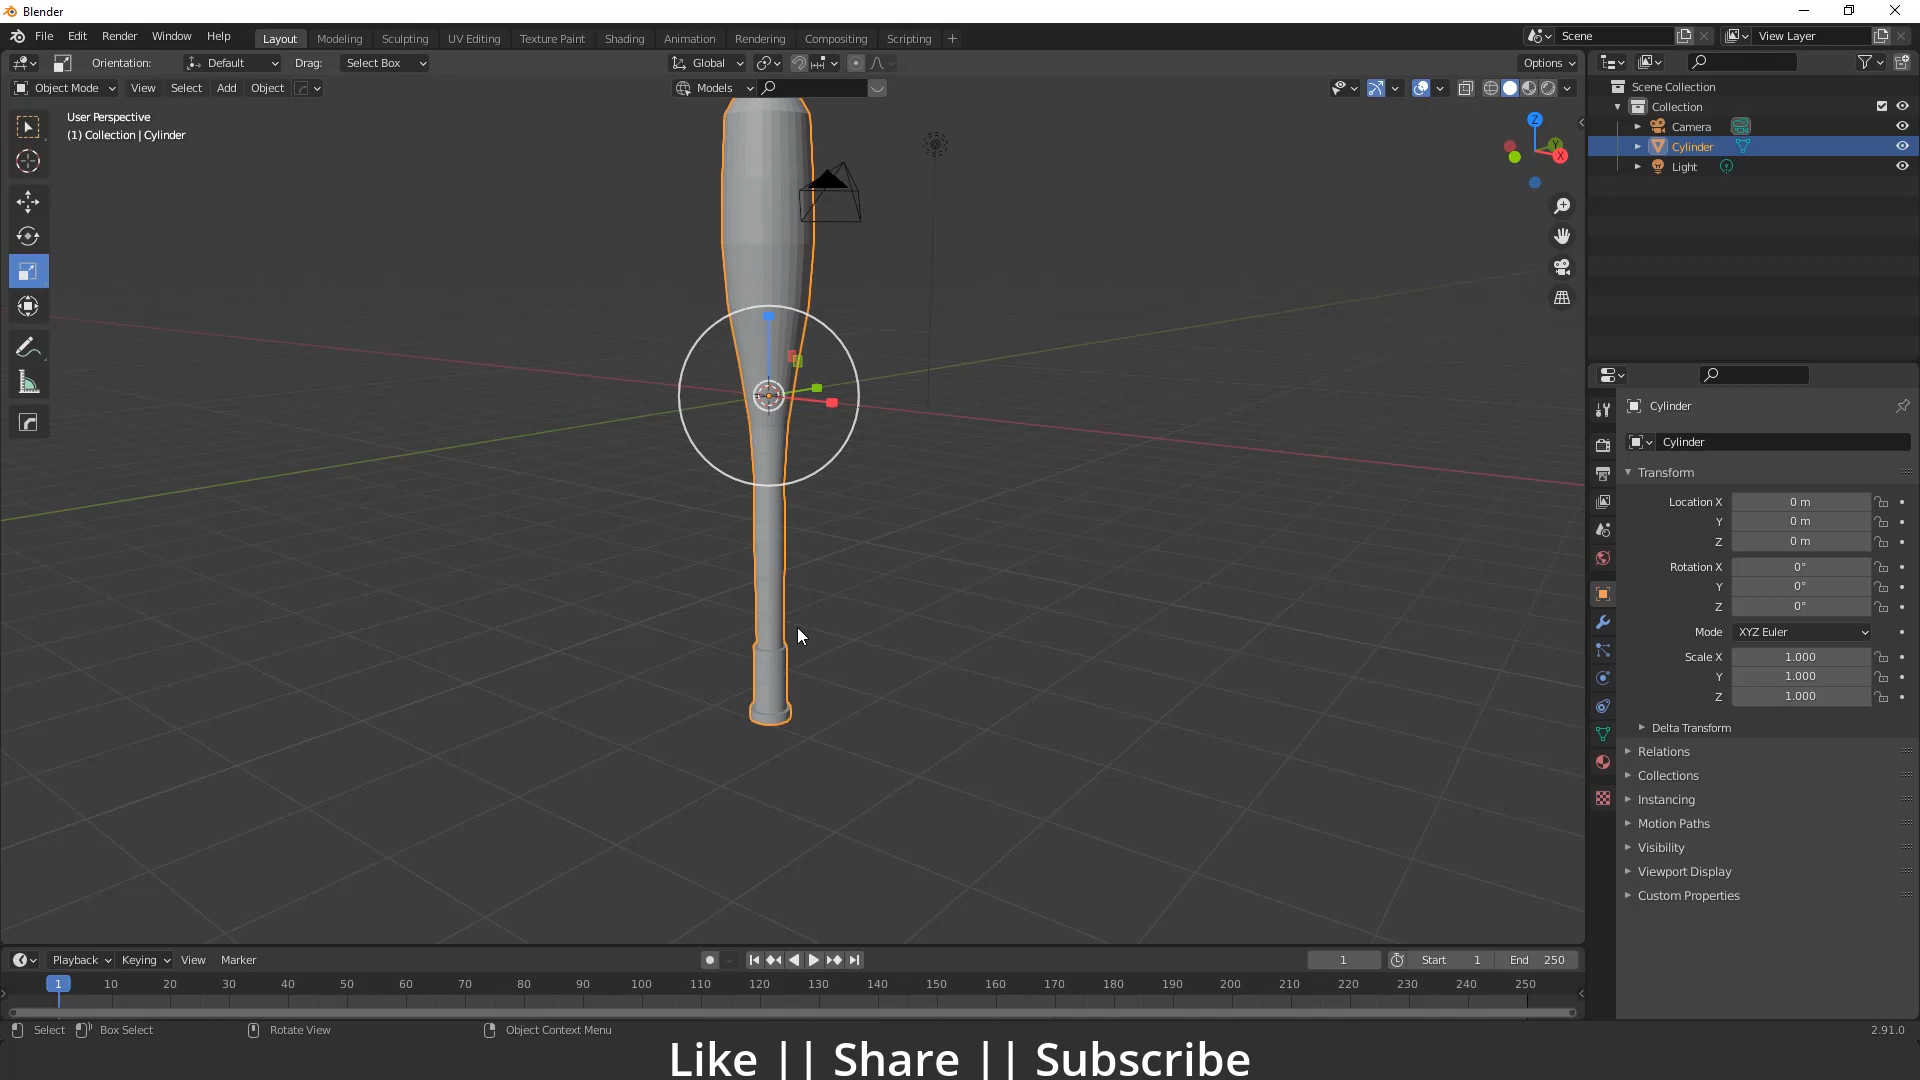 Blender
File Edit Render Window Help
Layout Modeling Sculpting UV Editing Texture Paint Shading Animation Rendering Compositing Scripting +
Scene
View Layer
Orientation: Default Drag: Select Box
Global
Options
Object Mode View Select Add Object
Models
User Perspective
(1) Collection | Cylinder
Z
Y
X
Scene Collection
Collection
Camera
Cylinder
Light
Cylinder
Cylinder
Transform
Location X 0 m
Y 0 m
Z 0 m
Rotation X 0°
Y 0°
Z 0°
Mode XYZ Euler
Scale X 1.000
Y 1.000
Z 1.000
Delta Transform
Relations
Collections
Instancing
Motion Paths
Visibility
Viewport Display
Custom Properties
Playback Keying View Marker
1 Start 1 End 250
1 10 20 30 40 50 60 70 80 90 100 110 120 130 140 150 160 170 180 190 200 210 220 230 240 250
Select Box Select Rotate View Object Context Menu
2.91.0
Like || Share || Subscribe